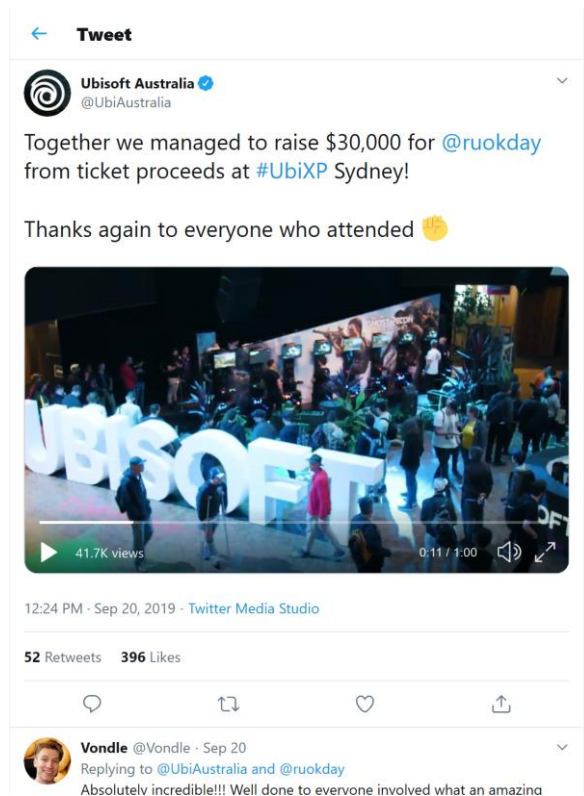 Tweet
Ubisoft Australia
@UbiAustralia
Together we managed to raise $30,000 for @ruokday
from ticket proceeds at #UbiXP Sydney!
Thanks again to everyone who attended ✊
UBISOFT
41.7K views
0:11 / 1:00
12:24 PM · Sep 20, 2019 · Twitter Media Studio
52 Retweets 396 Likes
Vondle @Vondle · Sep 20
Replying to @UbiAustralia and @ruokday
Absolutely incredible!!! Well done to everyone involved what an amazing